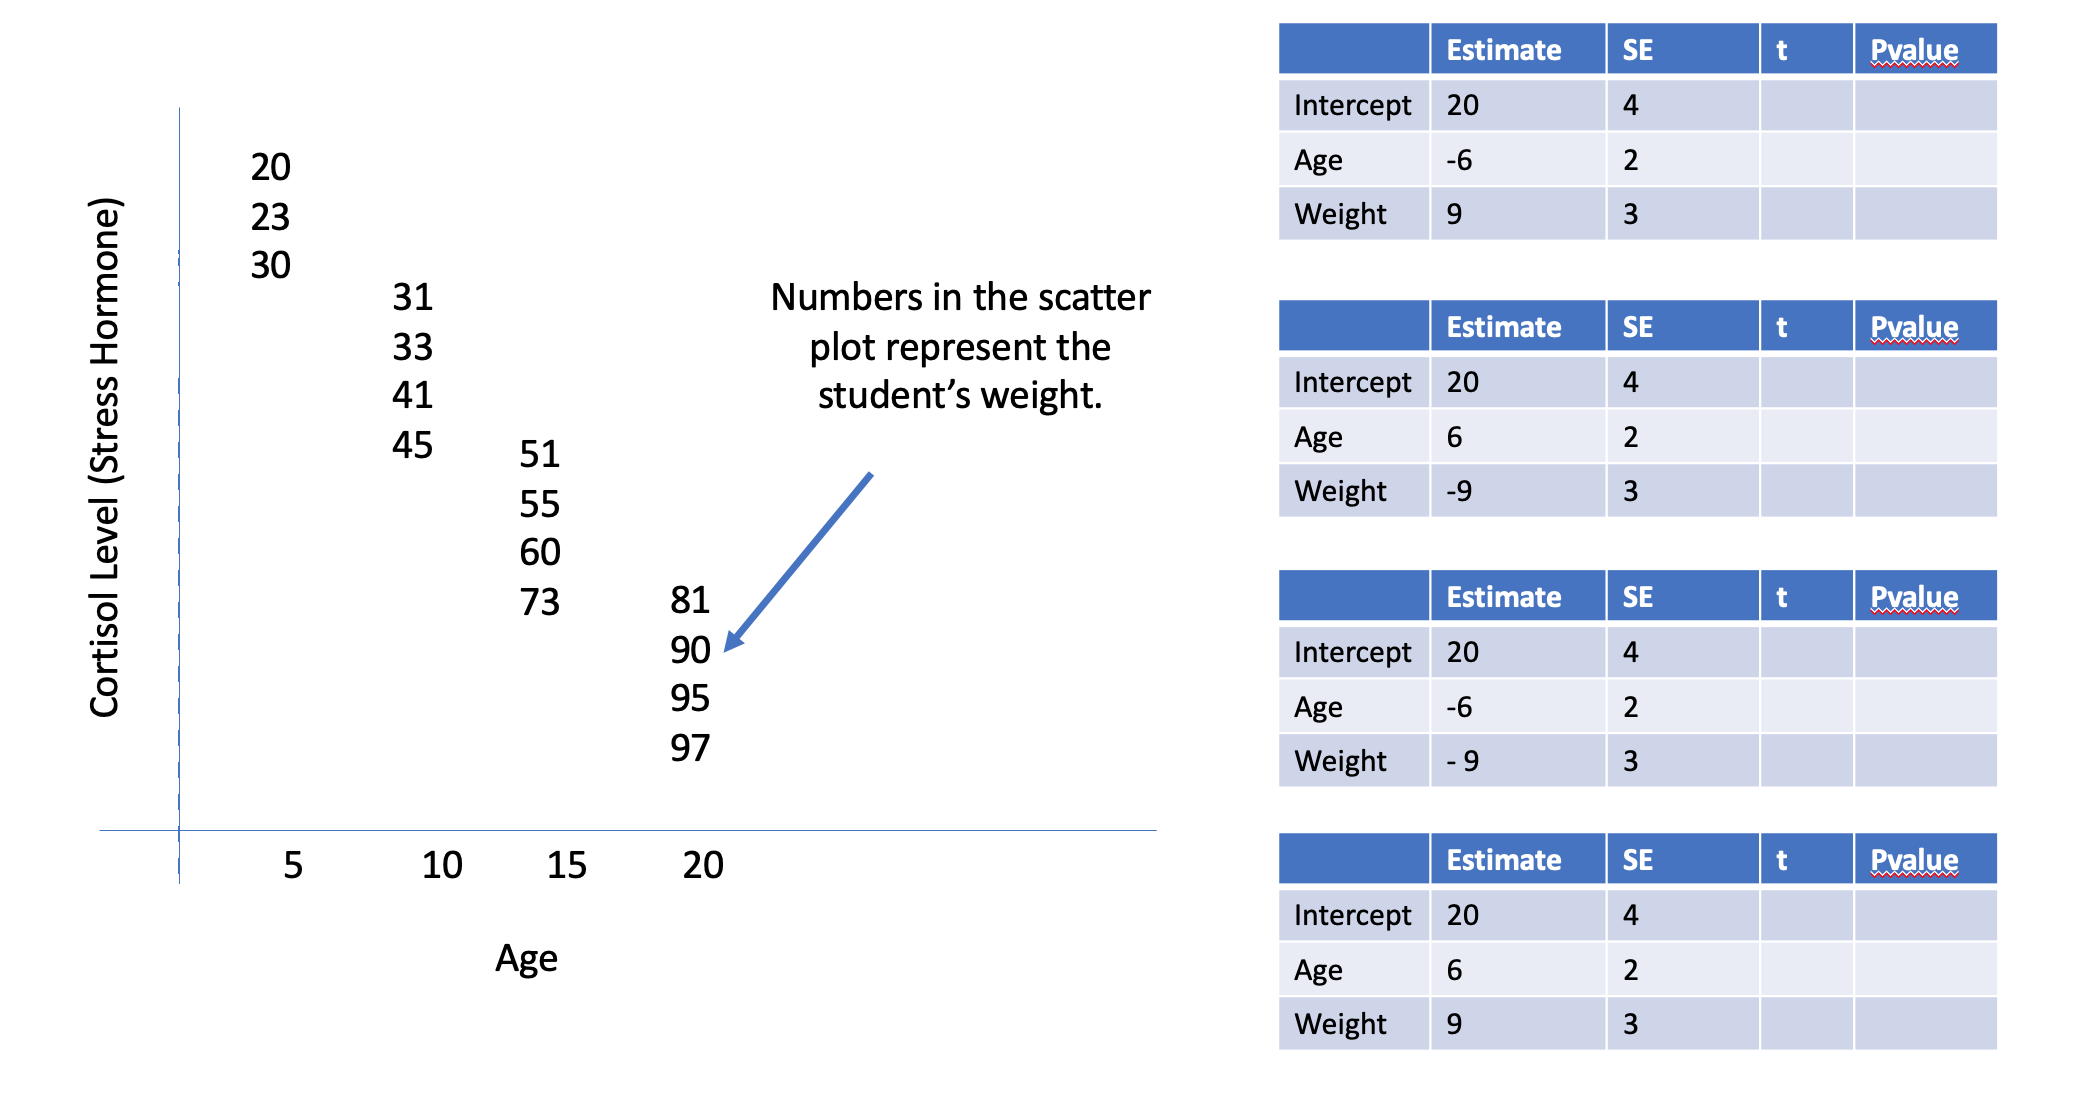 Cortisol Level (Stress Hormone)
20
23
30
31
33
41
45
51
55
60
73
81
90
95
97
Numbers in the scatter
plot represent the
student’s weight.
5 10 15 20
Age
Estimate SE t Pvalue
Intercept 20 4
Age -6 2
Weight 9 3
Estimate SE t Pvalue
Intercept 20 4
Age 6 2
Weight -9 3
Estimate SE t Pvalue
Intercept 20 4
Age -6 2
Weight - 9 3
Estimate SE t Pvalue
Intercept 20 4
Age 6 2
Weight 9 3